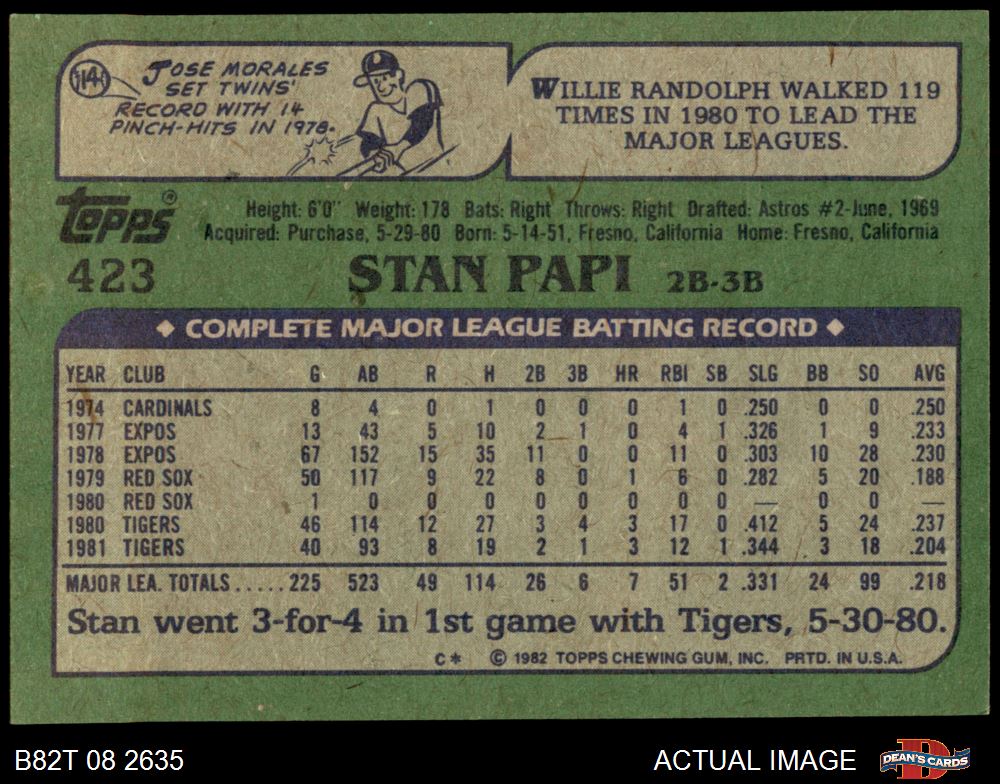 14
JOSE MORALES
SET TWINS'
RECORD WITH 14
PINCH-HITS IN 1978.
WILLIE RANDOLPH WALKED 119
TIMES IN 1980 TO LEAD THE
MAJOR LEAGUES.
TOPPS®
Height: 6'0" Weight: 178 Bats: Right Throws: Right Drafted: Astros #2-June, 1969
Acquired: Purchase, 5-29-80 Born: 5-14-51, Fresno, California Home: Fresno, California
423 STAN PAPI 2B-3B
◆ COMPLETE MAJOR LEAGUE BATTING RECORD ◆
YEAR CLUB G AB R H 2B 3B HR RBI SB SLG BB SO AVG
1974 CARDINALS 8 4 0 1 0 0 0 1 0 .250 0 0 .250
1977 EXPOS 13 43 5 10 2 1 0 4 1 .326 1 9 .233
1978 EXPOS 67 152 15 35 11 0 0 11 0 .303 10 28 .230
1979 RED SOX 50 117 9 22 8 0 1 6 0 .282 5 20 .188
1980 RED SOX 1 0 0 0 0 0 0 0 0 — 0 0 —
1980 TIGERS 46 114 12 27 3 4 3 17 0 .412 5 24 .237
1981 TIGERS 40 93 8 19 2 1 3 12 1 .344 3 18 .204
MAJOR LEA. TOTALS.....225 523 49 114 26 6 7 51 2 .331 24 99 .218
Stan went 3-for-4 in 1st game with Tigers, 5-30-80.
C* © 1982 TOPPS CHEWING GUM, INC. PRTD. IN U.S.A.
B82T 08 2635 ACTUAL IMAGE D DEAN'S CARDS